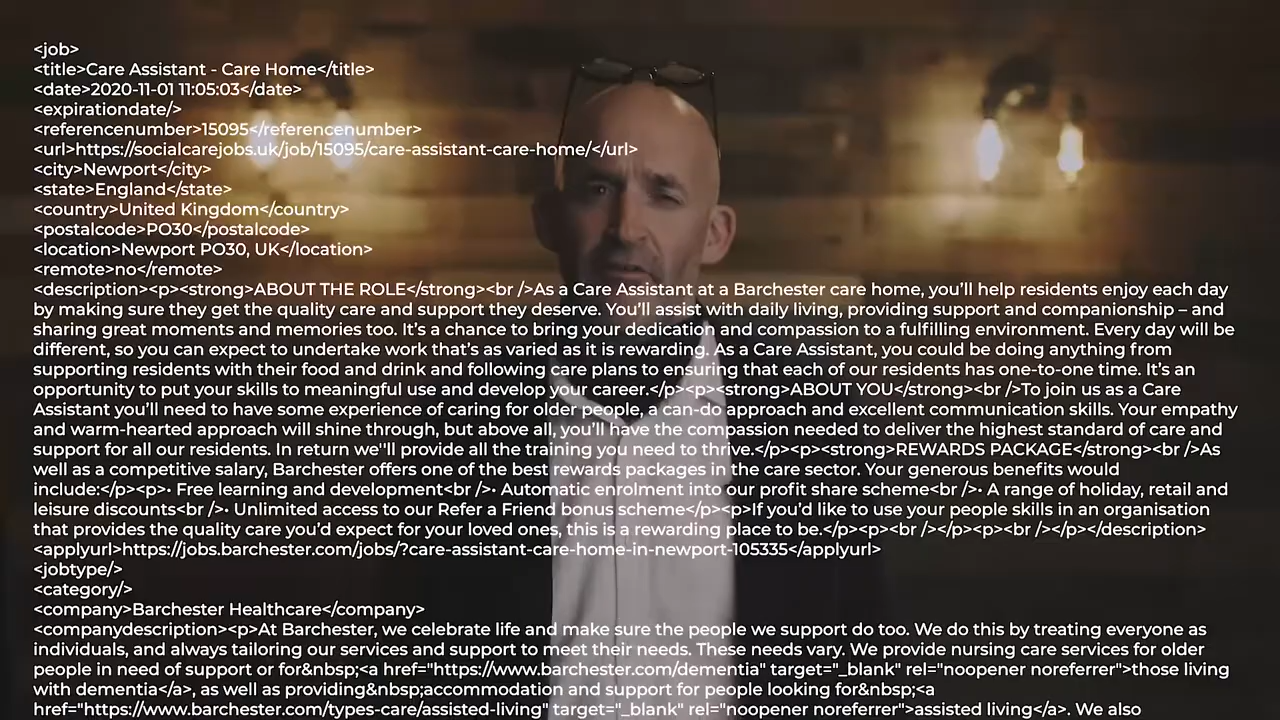 <job>
<title>Care Assistant - Care Home</title>
<date>2020-11-01 11:05:03</date>
<expirationdate/>
<referencenumber>15095</referencenumber>
<url>https://socialcarejobs.uk/job/15095/care-assistant-care-home/</url>
<city>Newport</city>
<state>England</state>
<country>United Kingdom</country>
<postalcode>PO30</postalcode>
<location>Newport PO30, UK</location>
<remote>no</remote>
<description><p><strong>ABOUT THE ROLE</strong><br />As a Care Assistant at a Barchester care home, you’ll help residents enjoy each day
by making sure they get the quality care and support they deserve. You’ll assist with daily living, providing support and companionship – and
sharing great moments and memories too. It’s a chance to bring your dedication and compassion to a fulfilling environment. Every day will be
different, so you can expect to undertake work that’s as varied as it is rewarding. As a Care Assistant, you could be doing anything from
supporting residents with their food and drink and following care plans to ensuring that each of our residents has one-to-one time. It’s an
opportunity to put your skills to meaningful use and develop your career.</p><p><strong>ABOUT YOU</strong><br />To join us as a Care
Assistant you’ll need to have some experience of caring for older people, a can-do approach and excellent communication skills. Your empathy
and warm-hearted approach will shine through, but above all, you’ll have the compassion needed to deliver the highest standard of care and
support for all our residents. In return we''ll provide all the training you need to thrive.</p><p><strong>REWARDS PACKAGE</strong><br />As
well as a competitive salary, Barchester offers one of the best rewards packages in the care sector. Your generous benefits would
include:</p><p>• Free learning and development<br />• Automatic enrolment into our profit share scheme<br />• A range of holiday, retail and
leisure discounts<br />• Unlimited access to our Refer a Friend bonus scheme</p><p>If you’d like to use your people skills in an organisation
that provides the quality care you’d expect for your loved ones, this is a rewarding place to be.</p><p><br /></p><p><br /></p></description>
<applyurl>https://jobs.barchester.com/jobs/?care-assistant-care-home-in-newport-105335</applyurl>
<jobtype/>
<category/>
<company>Barchester Healthcare</company>
<companydescription><p>At Barchester, we celebrate life and make sure the people we support do too. We do this by treating everyone as
individuals, and always tailoring our services and support to meet their needs. These needs vary. We provide nursing care services for older
people in need of support or for&nbsp;<a href="https://www.barchester.com/dementia" target="_blank" rel="noopener noreferrer">those living
with dementia</a>, as well as providing&nbsp;accommodation and support for people looking for&nbsp;<a
href="https://www.barchester.com/types-care/assisted-living" target="_blank" rel="noopener noreferrer">assisted living</a>. We also